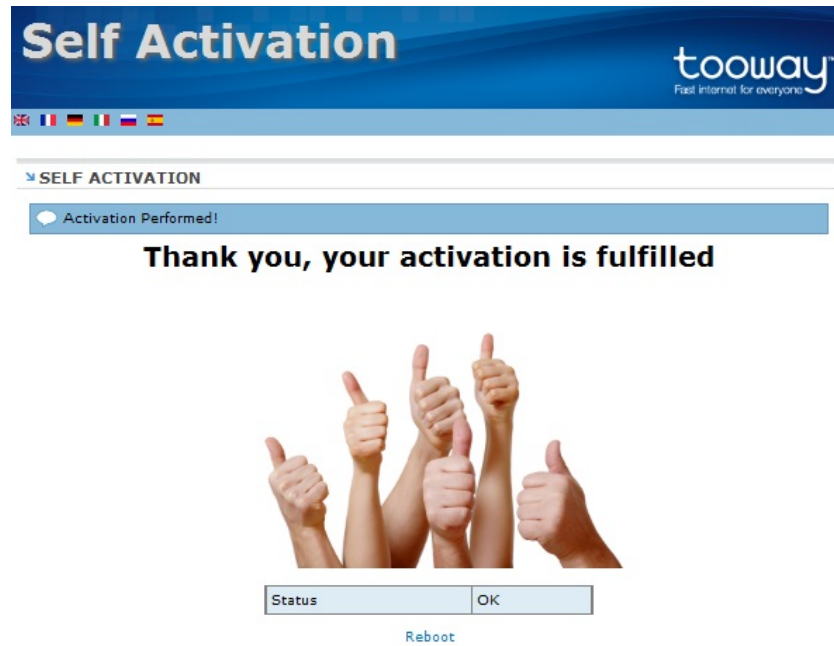 Self Activation
tooway™
Fast internet for everyone
SELF ACTIVATION
Activation Performed!
Thank you, your activation is fulfilled
Status OK
Reboot